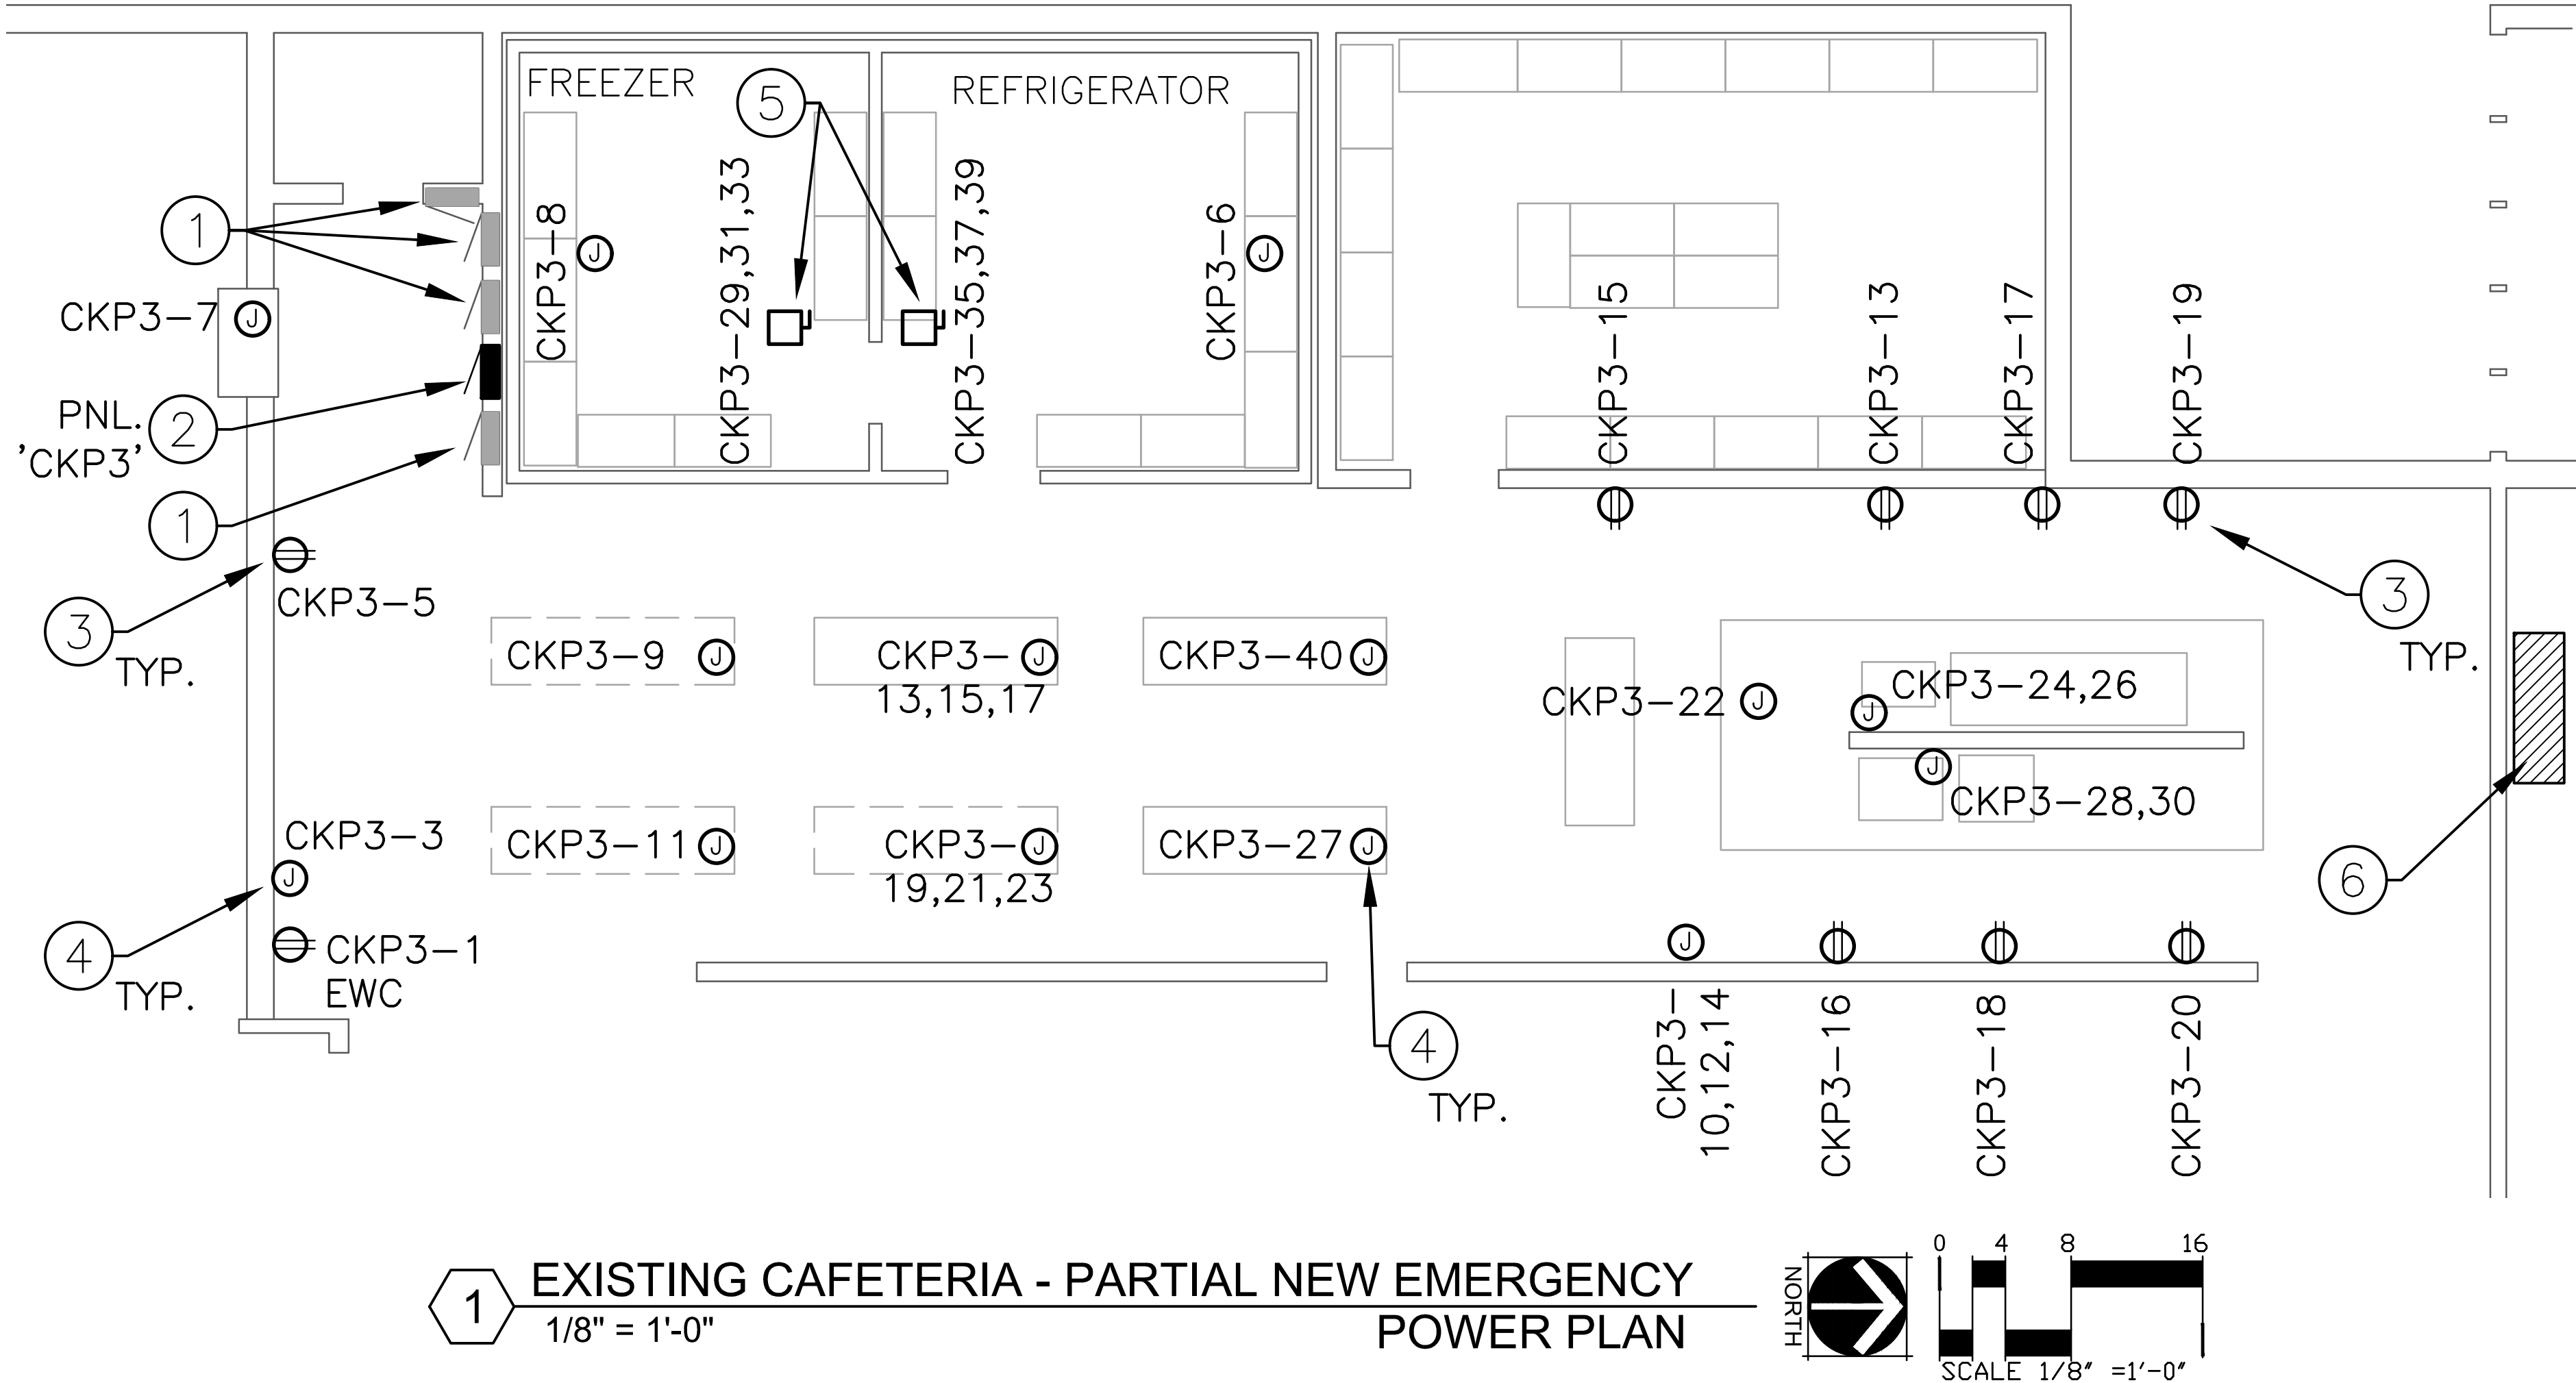 FREEZER
5
REFRIGERATOR
1
CKP3-8
J
CKP3-29,31,33
CKP3-35,37,39
CKP3-6
J
CKP3-7
J
CKP3-15
CKP3-13
CKP3-17
CKP3-19
PNL.
'CKP3'
2
1
3
TYP.
CKP3-5
3
TYP.
CKP3-9 J
CKP3- J
13,15,17
CKP3-40 J
CKP3-22 J
CKP3-24,26
J
J
CKP3-28,30
CKP3-3
J
CKP3-11 J
CKP3- J
19,21,23
CKP3-27 J
6
4
TYP.
CKP3-1
EWC
J
4
TYP.
CKP3-
10,12,14
CKP3-16
CKP3-18
CKP3-20
1
EXISTING CAFETERIA - PARTIAL NEW EMERGENCY
POWER PLAN
1/8" = 1'-0"
NORTH
0 4 8 16
SCALE 1/8" =1'-0"